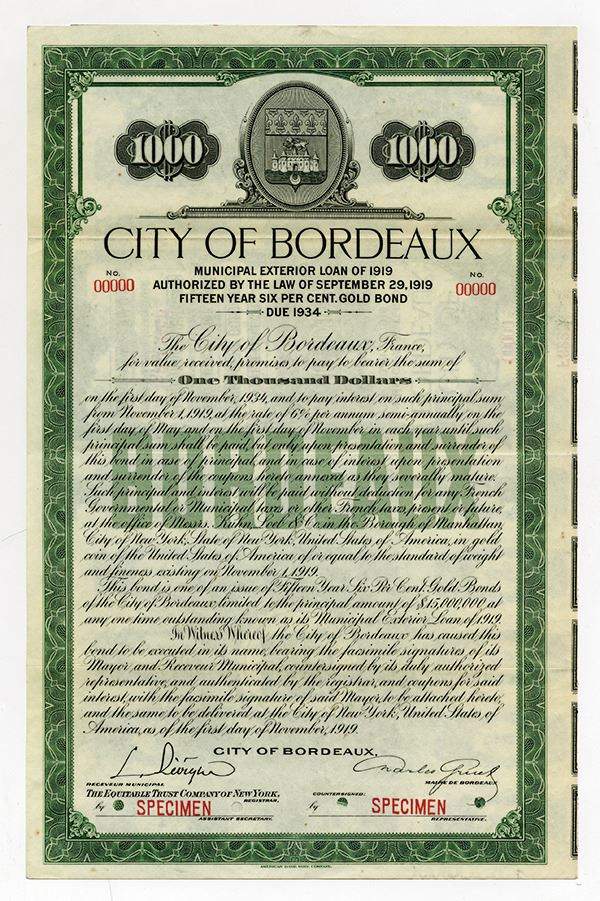 1000 1000
CITY OF BORDEAUX
MUNICIPAL EXTERIOR LOAN OF 1919
No. 00000 AUTHORIZED BY THE LAW OF SEPTEMBER 29, 1919 No. 00000
FIFTEEN YEAR SIX PER CENT. GOLD BOND
DUE 1934
The City of Bordeaux, France,
for value received, promises to pay to bearer the sum of
One Thousand Dollars
on the first day of November, 1934, and to pay interest on such principal sum
from November 1, 1919, at the rate of 6% per annum semi-annually on the
first day of May and on the first day of November in each year until such
principal sum shall be paid, but only upon presentation and surrender of
this bond in case of principal, and in case of interest upon presentation
and surrender of the coupons hereto annexed as they severally mature.
Such principal and interest will be paid without deduction for any French
Governmental or Municipal taxes or other French taxes, present or future,
at the office of Messrs. Kuhn, Loeb & Co. in the Borough of Manhattan,
City of New York, State of New York, United States of America, in gold
coin of the United States of America of or equal to the standard of weight
and fineness existing on November 1, 1919.
This bond is one of an issue of Fifteen Year Six Per Cent. Gold Bonds
of the City of Bordeaux limited to the principal amount of $15,000,000, at
any one time outstanding known as its Municipal Exterior Loan of 1919.
In Witness Whereof, the City of Bordeaux has caused this
bond to be executed in its name, bearing the facsimile signatures of its
Mayor and Receveur Municipal, countersigned by its duly authorized
representative, and authenticated by the registrar, and coupons for said
interest, with the facsimile signature of said Mayor, to be attached hereto,
and the same to be delivered at the City of New York, United States of
America, as of the first day of November, 1919.
CITY OF BORDEAUX,
RECEVEUR MUNICIPAL MAIRE DE BORDEAUX
THE EQUITABLE TRUST COMPANY OF NEW YORK, COUNTERSIGNED:
REGISTRAR,
by SPECIMEN by SPECIMEN
ASSISTANT SECRETARY. REPRESENTATIVE.
AMERICAN BANK NOTE COMPANY.